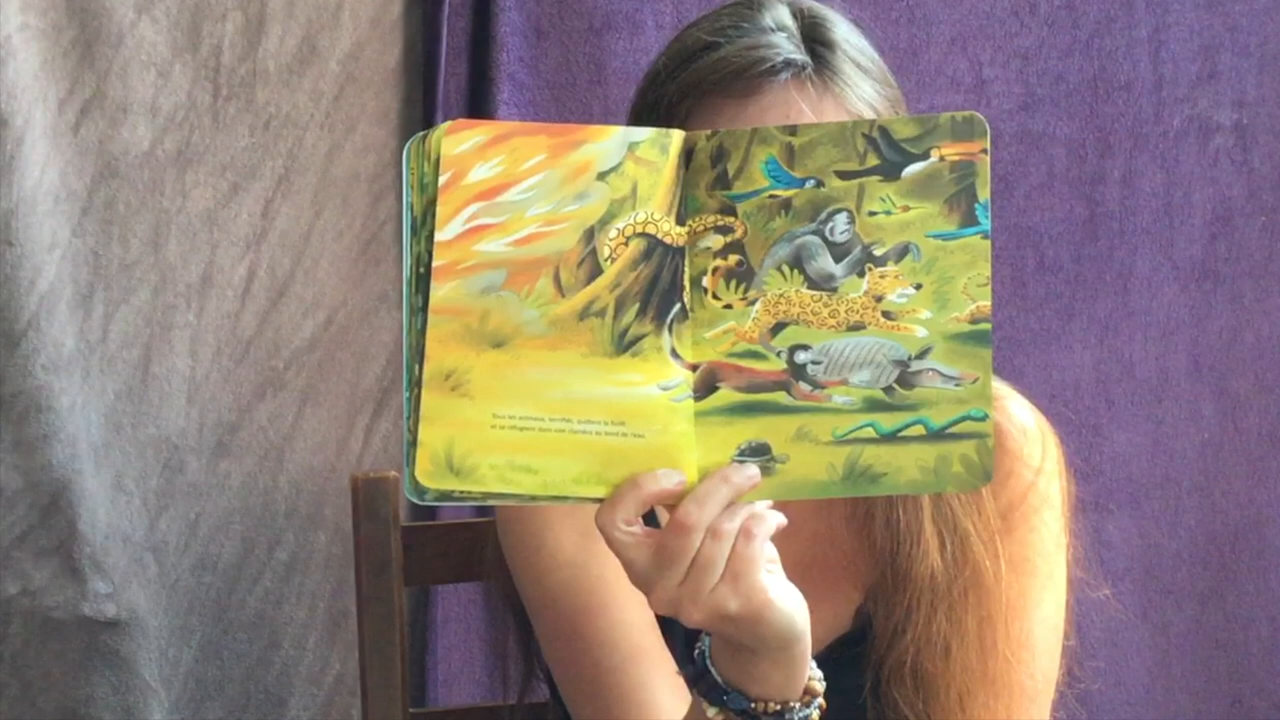 Tous les animaux, terrifiés, quittent la forêt
et se réfugient dans une clairière au bord de l'eau.